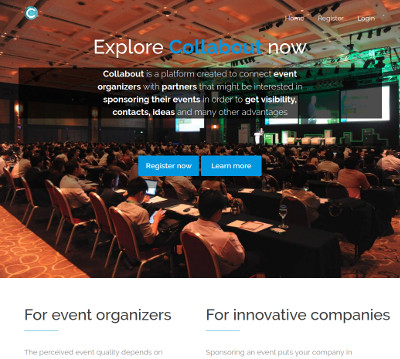 Home Register Login
Explore Collabout now
Collabout is a platform created to connect event
organizers with partners that might be interested in
sponsoring their events in order to get visibility,
contacts, ideas and many other advantages
Register now Learn more
For event organizers
The perceived event quality depends on
For innovative companies
Sponsoring an event puts your company in